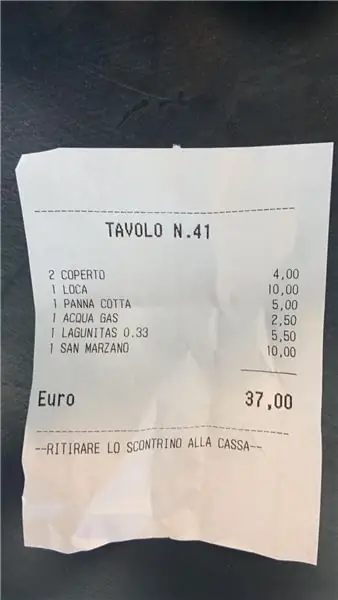 TAVOLO N.41
2 COPERTO 4,00
1 LOCA 10,00
1 PANNA COTTA 5,00
1 ACQUA GAS 2,50
1 LAGUNITAS 0.33 5,50
1 SAN MARZANO 10,00
Euro 37,00
--RITIRARE LO SCONTRINO ALLA CASSA--